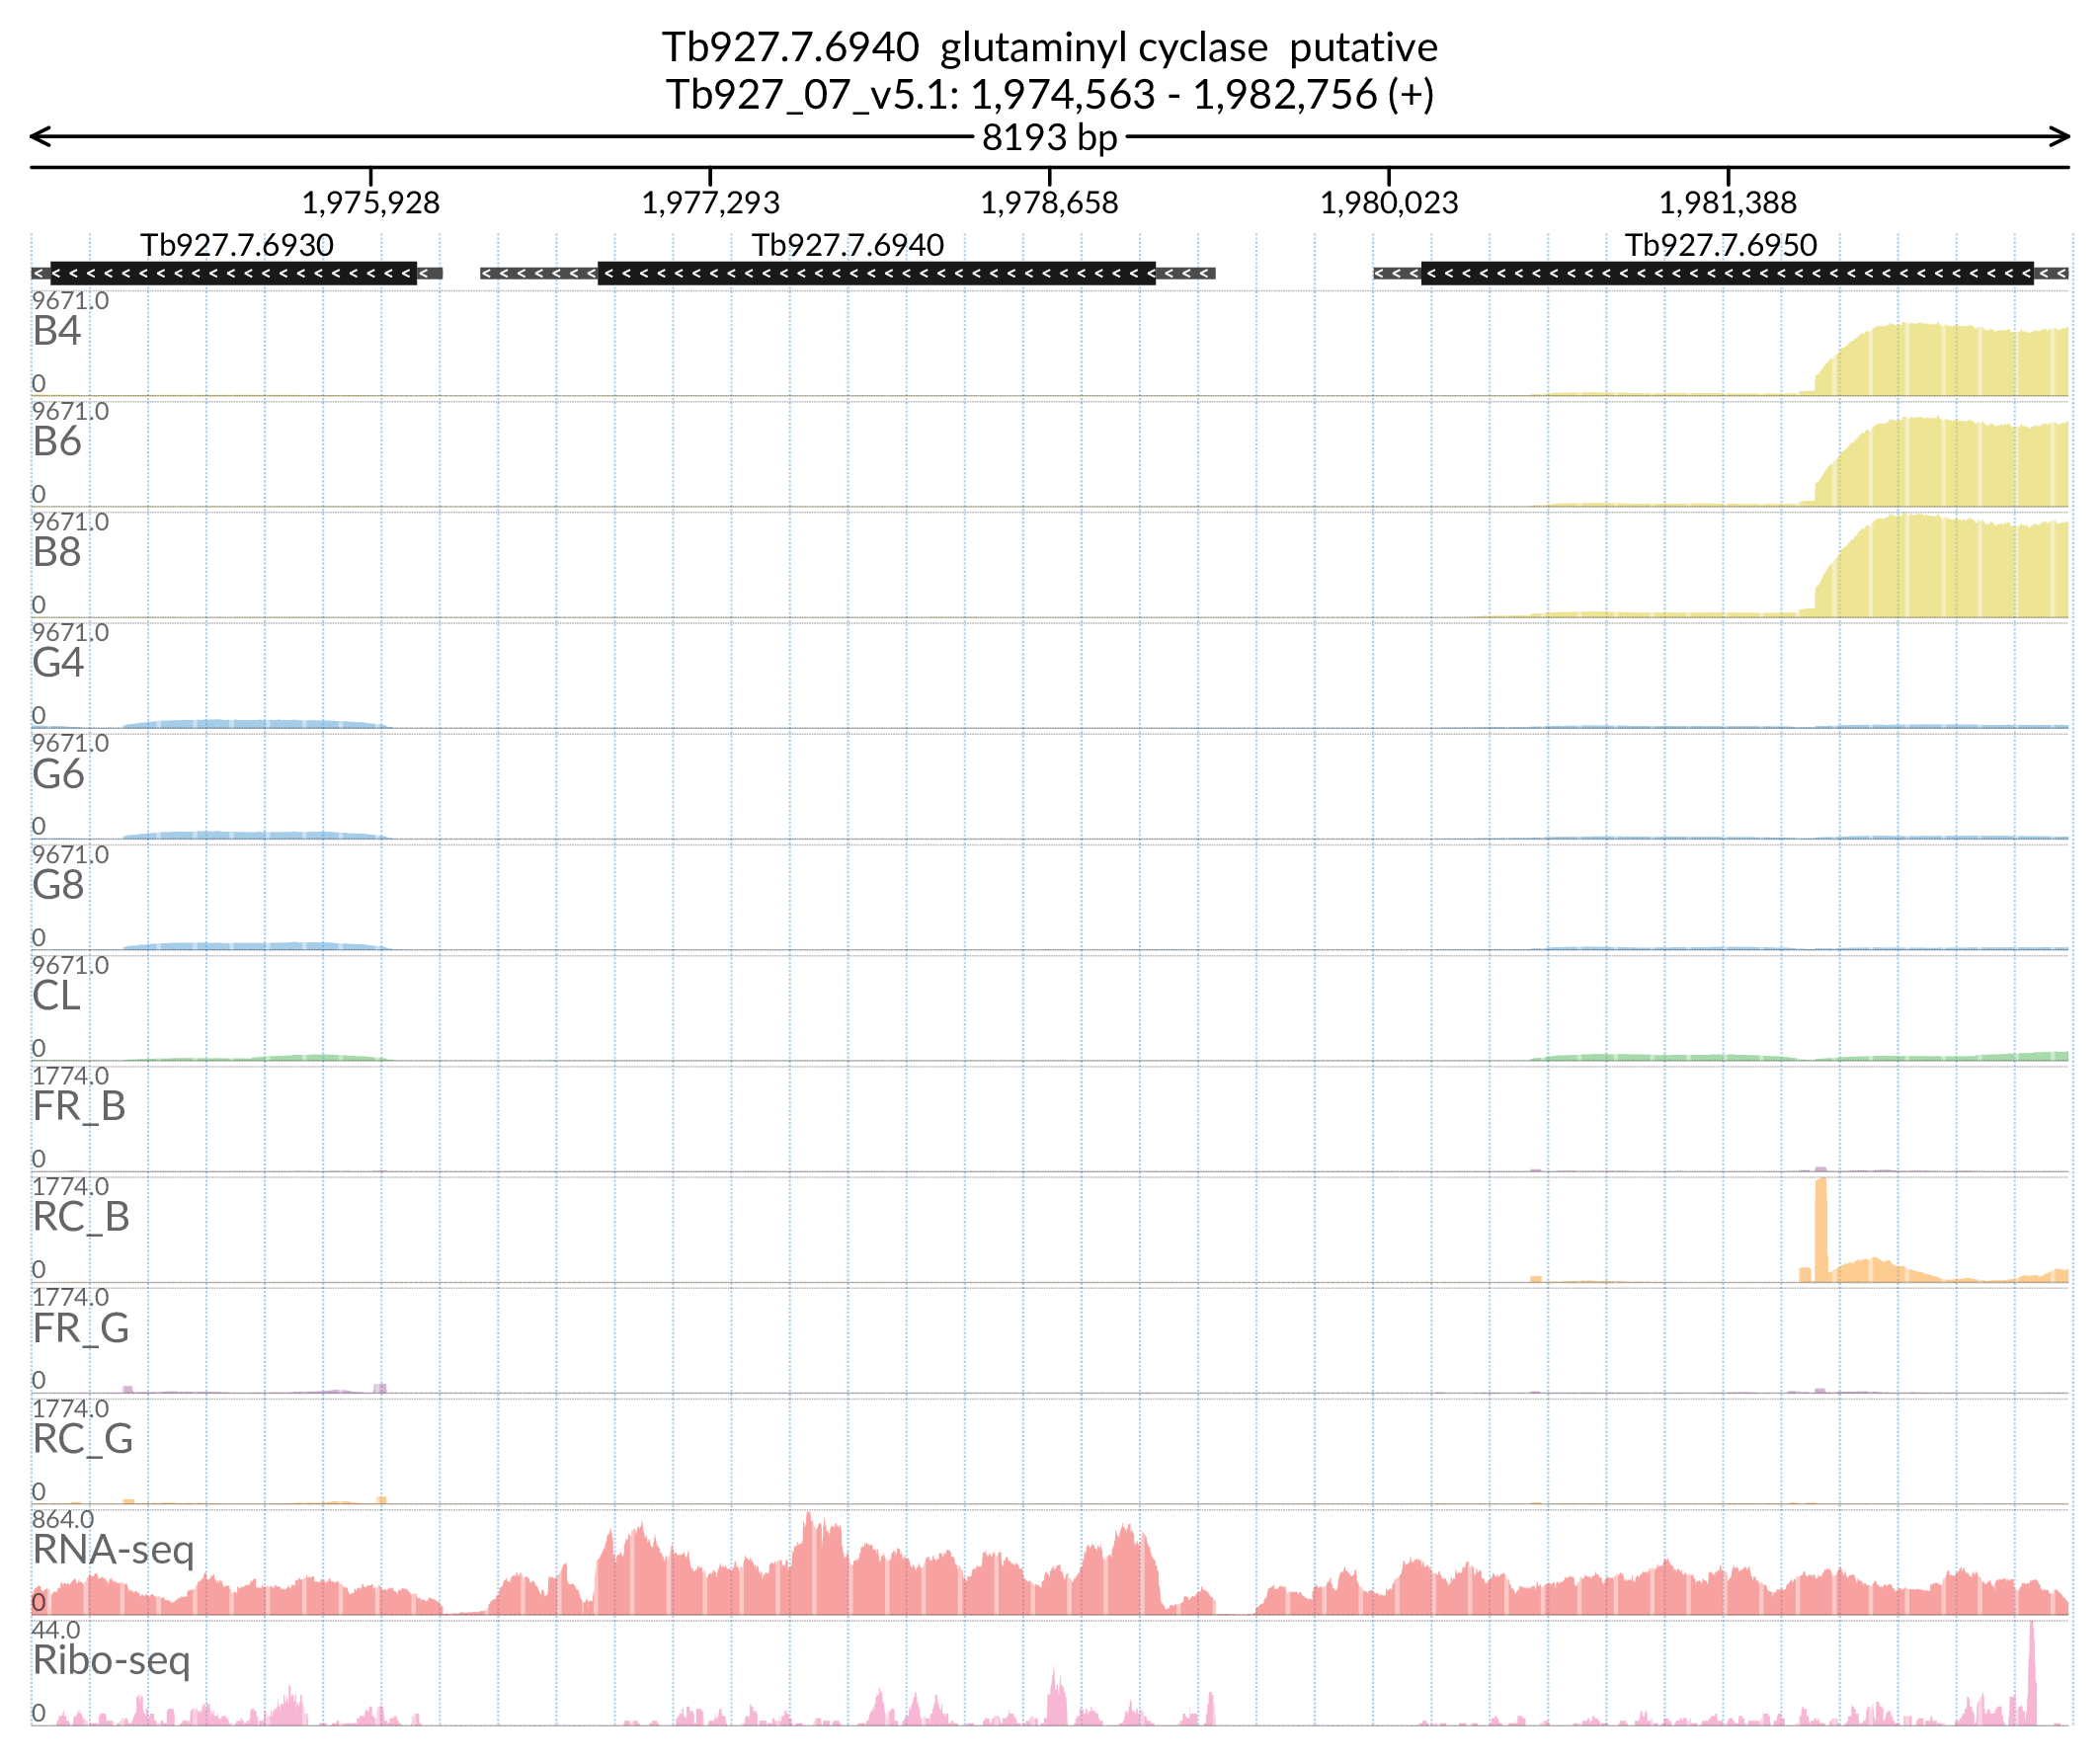 Tb927.7.6940  glutaminyl cyclase  putative
Tb927_07_v5.1: 1,974,563 - 1,982,756 (+)
8193 bp
1,975,928 1,977,293 1,978,658 1,980,023 1,981,388
Tb927.7.6930 Tb927.7.6940 Tb927.7.6950
9671.0
B4
0
9671.0
B6
0
9671.0
B8
0
9671.0
G4
0
9671.0
G6
0
9671.0
G8
0
9671.0
CL
0
1774.0
FR_B
0
1774.0
RC_B
0
1774.0
FR_G
0
1774.0
RC_G
0
864.0
RNA-seq
0
44.0
Ribo-seq
0